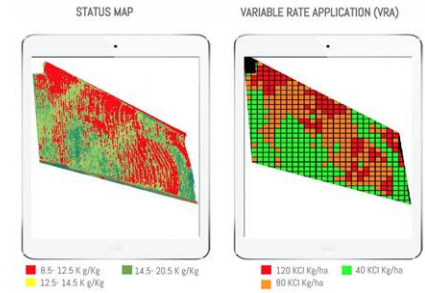 STATUS MAP
VARIABLE RATE APPLICATION (VRA)
8.5- 12.5 K g/Kg
14.5- 20.5 K g/Kg
12.5- 14.5 K g/Kg
120 KCl Kg/ha
40 KCl Kg/ha
80 KCl Kg/ha